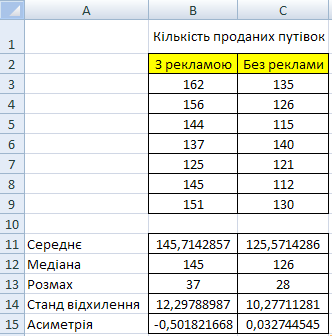 A B C
1 Кількість проданих путівок
2 З рекламою Без реклами
3 162 135
4 156 126
5 144 115
6 137 140
7 125 121
8 145 112
9 151 130
10
11 Середнє 145,7142857 125,5714286
12 Медиана 145 126
13 Розмах 37 28
14 Станд відхилення 12,29788987 10,27711281
15 Асиметрія -0,501821668 0,032744545